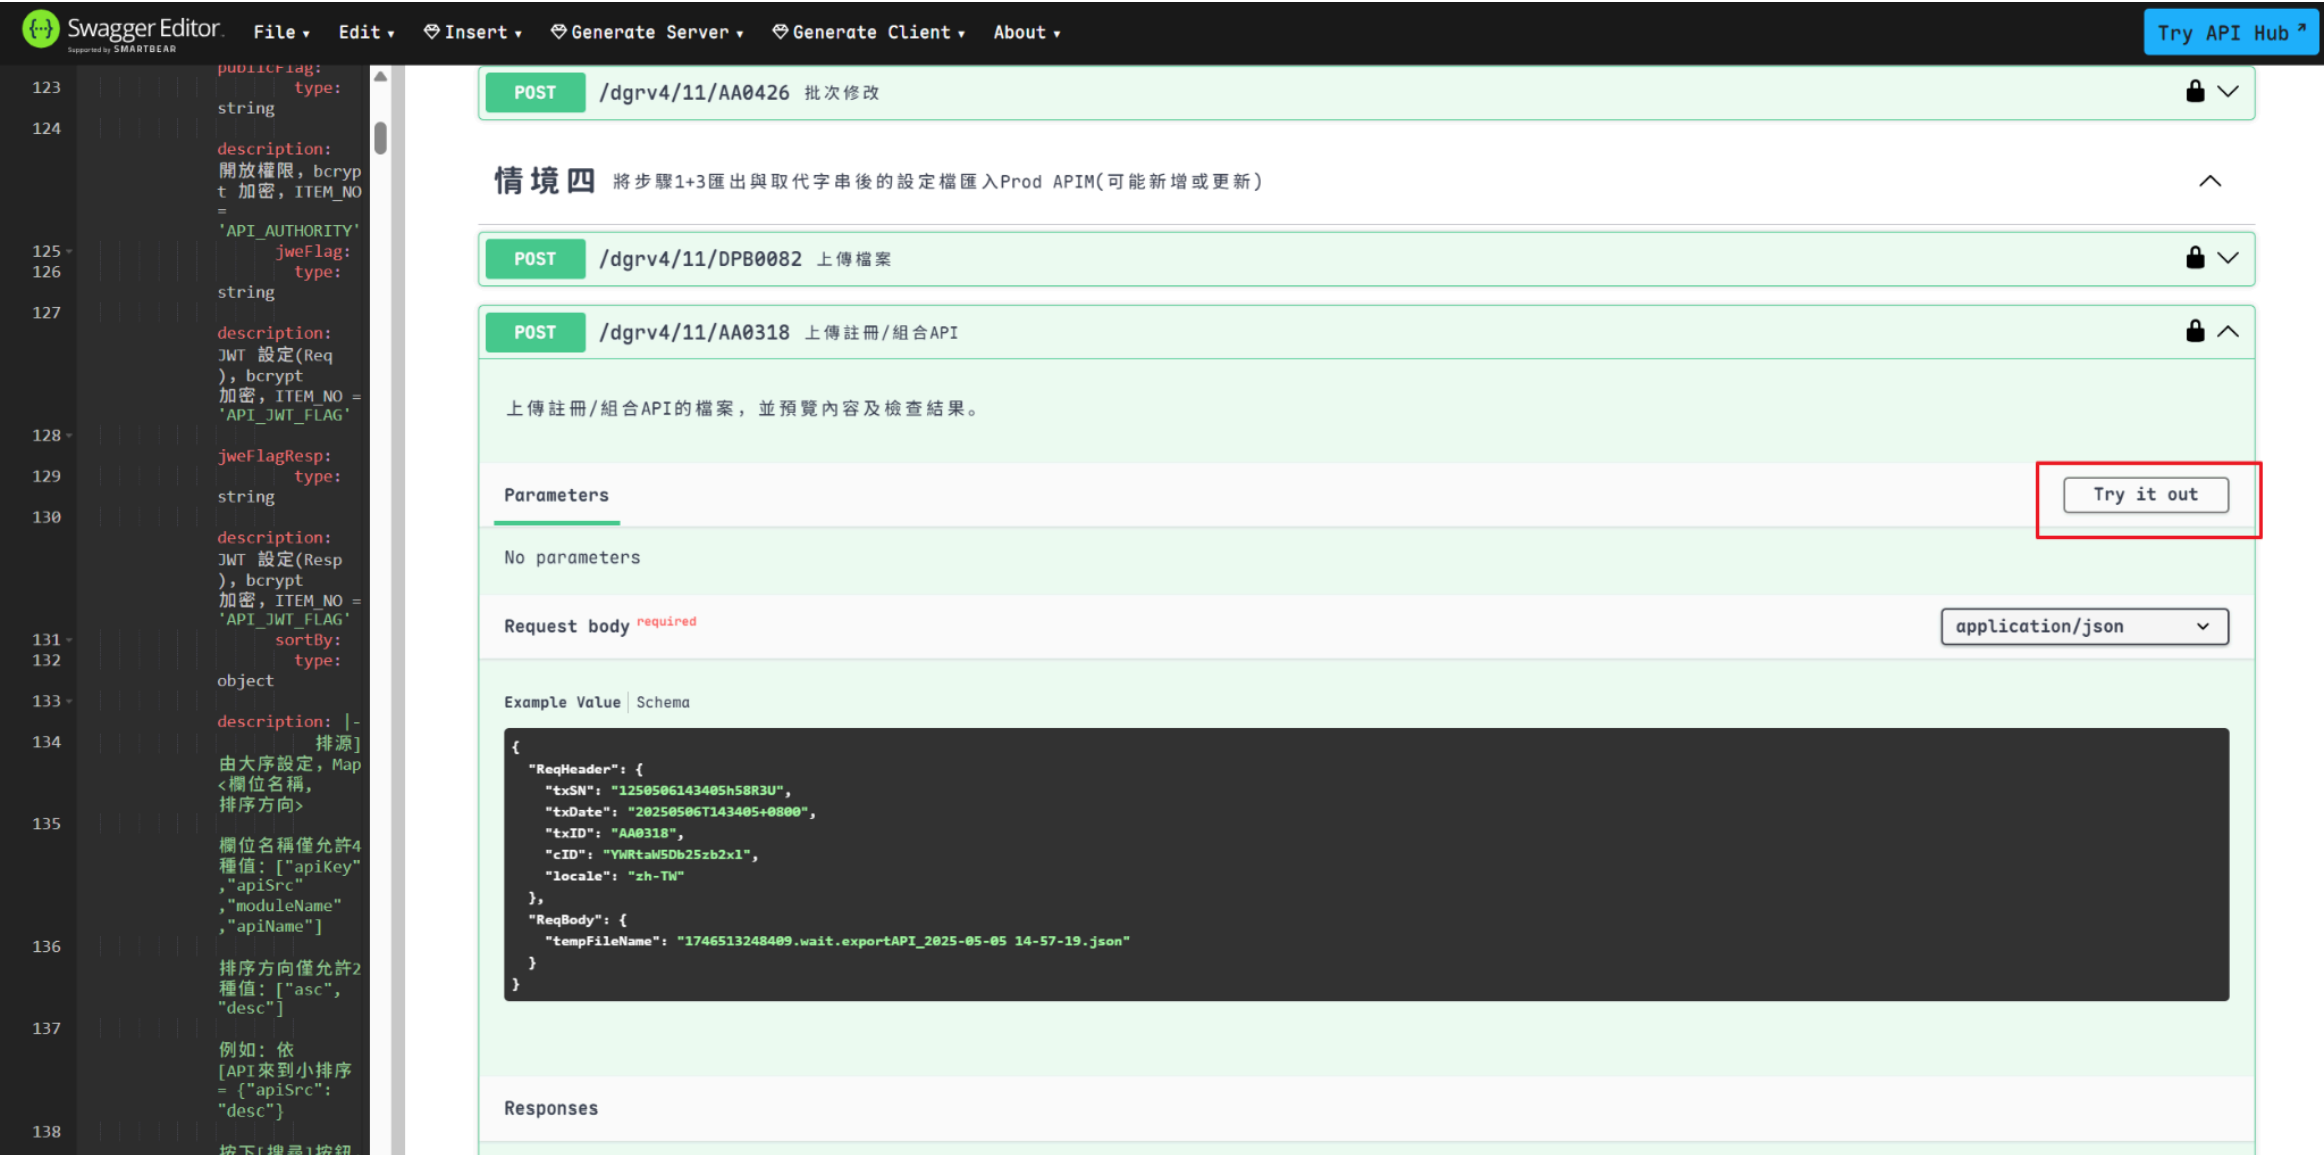 Swagger Editor.
Supported by SMARTBEAR
File
Edit
Insert
Generate Server
Generate Client
About
Try API Hub
publicFlag:
123 type:
string
124
description:
開放權限，bcryp
t 加密，ITEM_NO
=
'API_AUTHORITY'
125 jweFlag:
126 type:
string
127
description:
JWT 設定(Req
)，bcrypt
加密，ITEM_NO =
'API_JWT_FLAG'
128
jweFlagResp:
129 type:
string
130
description:
JWT 設定(Resp
)，bcrypt
加密，ITEM_NO =
'API_JWT_FLAG'
131 sortBy:
132 type:
object
133
description: |-
134 排源]
由大序設定，Map
<欄位名稱,
排序方向>
135
欄位名稱僅允許4
種值：["apiKey"
,"apiSrc"
,"moduleName"
,"apiName"]
136
排序方向僅允許2
種值：["asc",
"desc"]
137
例如：依
[API來到小排序
= {"apiSrc":
"desc"}
138
按下[搜尋]按鈕
POST /dgrv4/11/AA0426 批次修改
情境四 將步驟1+3匯出與取代字串後的設定檔匯入Prod APIM(可能新增或更新)
POST /dgrv4/11/DPB0082 上傳檔案
POST /dgrv4/11/AA0318 上傳註冊/組合API
上傳註冊/組合API的檔案，並預覽內容及檢查結果。
Parameters
Try it out
No parameters
Request body required
application/json
Example Value | Schema
{
"ReqHeader": {
"txSN": "1250506143405h58R3U",
"txDate": "20250506T143405+0800",
"txID": "AA0318",
"cID": "YWRtaW5Db25zb2xl",
"locale": "zh-TW"
},
"ReqBody": {
"tempFileName": "1746513248409.wait.exportAPI_2025-05-05 14-57-19.json"
}
}
Responses